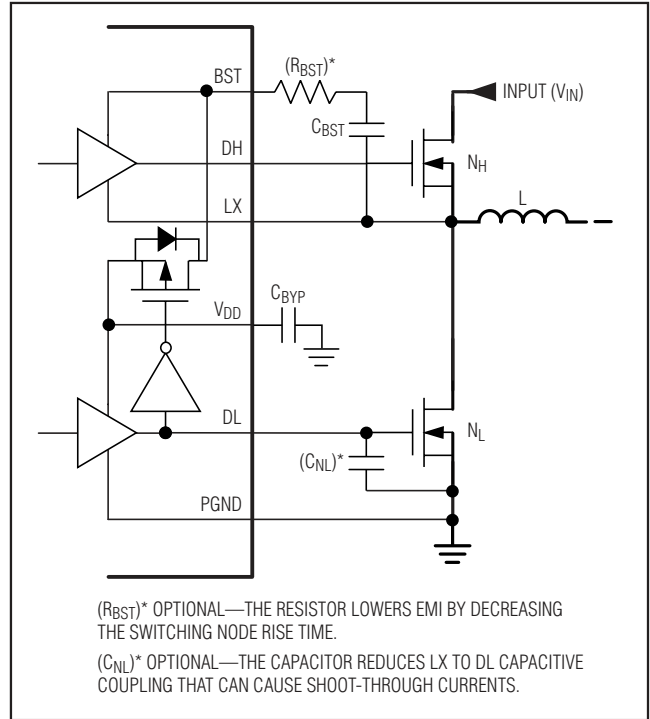 BST
(RBST)*
INPUT (VIN)
CBST
DH
NH
LX
L
VDD
CBYP
DL
NL
(CNL)*
PGND
(RBST)* OPTIONAL—THE RESISTOR LOWERS EMI BY DECREASING
THE SWITCHING NODE RISE TIME.
(CNL)* OPTIONAL—THE CAPACITOR REDUCES LX TO DL CAPACITIVE
COUPLING THAT CAN CAUSE SHOOT-THROUGH CURRENTS.